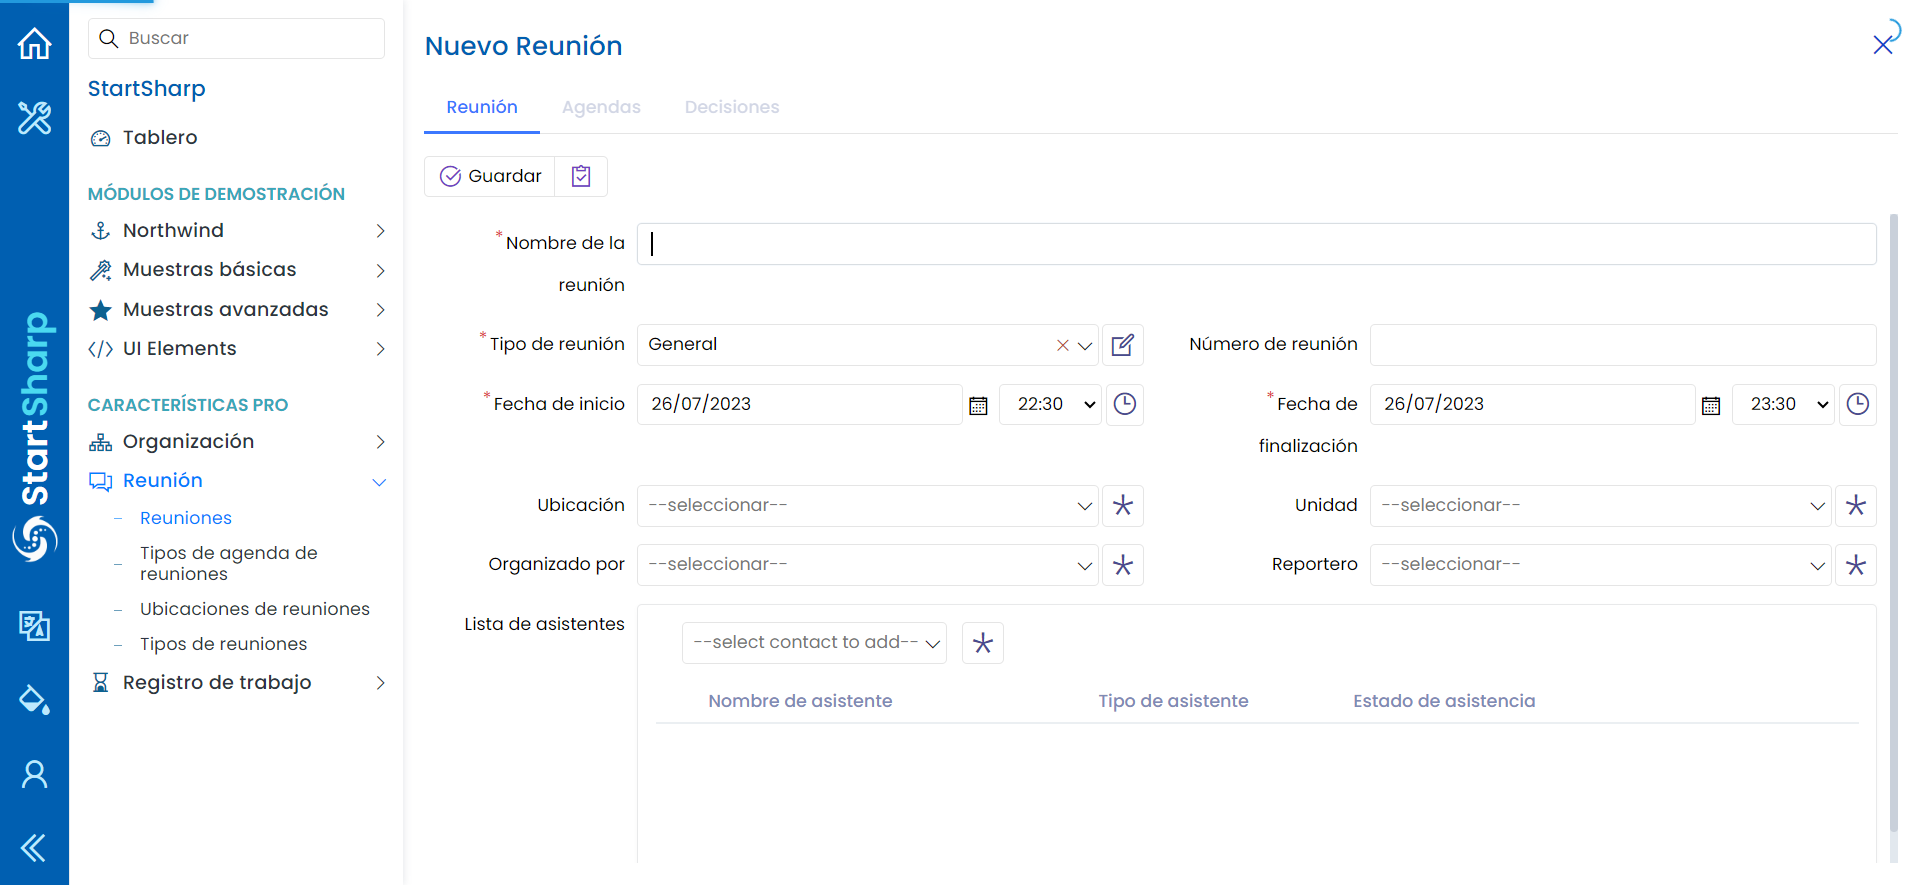 StartSharp
Buscar
StartSharp
Tablero
MÓDULOS DE DEMOSTRACIÓN
Northwind
Muestras básicas
Muestras avanzadas
UI Elements
CARACTERÍSTICAS PRO
Organización
Reunión
Reuniones
Tipos de agenda de
reuniones
Ubicaciones de reuniones
Tipos de reuniones
Registro de trabajo
Nuevo Reunión
Reunión Agendas Decisiones
Guardar
*Nombre de la
reunión
*Tipo de reunión General Número de reunión
*Fecha de inicio 26/07/2023 22:30 *Fecha de 26/07/2023 23:30
finalización
Ubicación --seleccionar-- Unidad --seleccionar--
Organizado por --seleccionar-- Reportero --seleccionar--
Lista de asistentes
--select contact to add--
Nombre de asistente Tipo de asistente Estado de asistencia